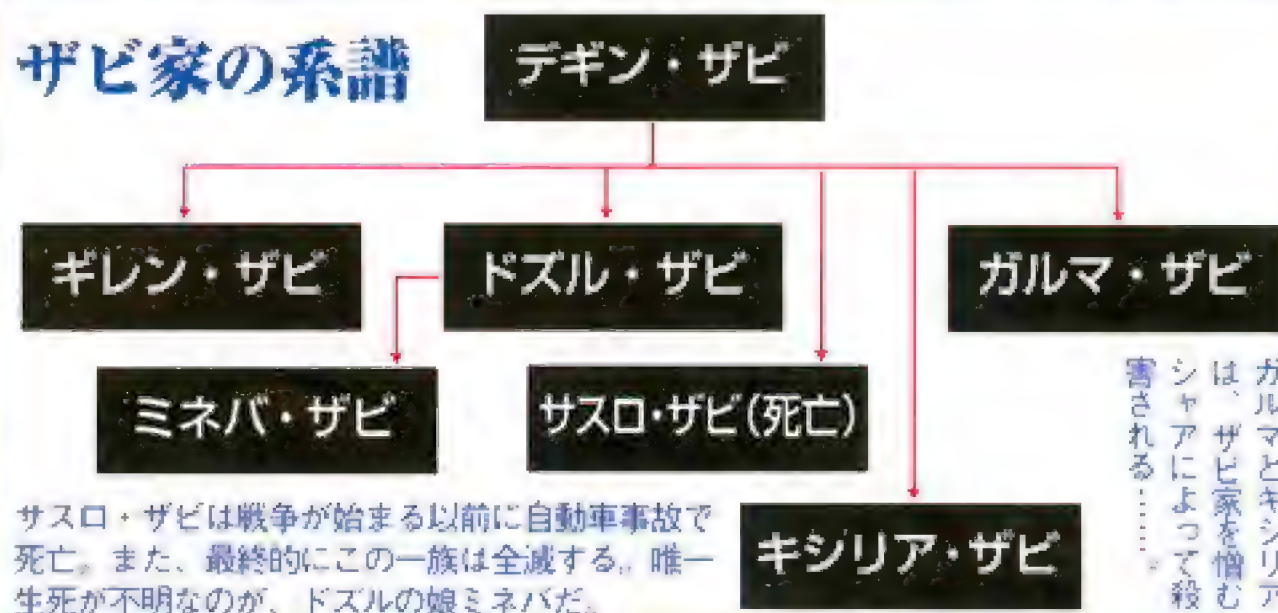 ザビ家の系譜
デギン・ザビ
ギレン・ザビ
ドズル・ザビ
ガルマ・ザビ
ミネバ・ザビ
サスロ・ザビ(死亡)
キシリア・ザビ
サスロ・ザビは戦争が始まる以前に自動車事故で
死亡。また、最終的にこの一族は全滅する。唯一
生死が不明なのが、ドズルの娘ミネバだ。
ガルマとキシリア
は、ザビ家を憎む
シャアによって殺
害される……。